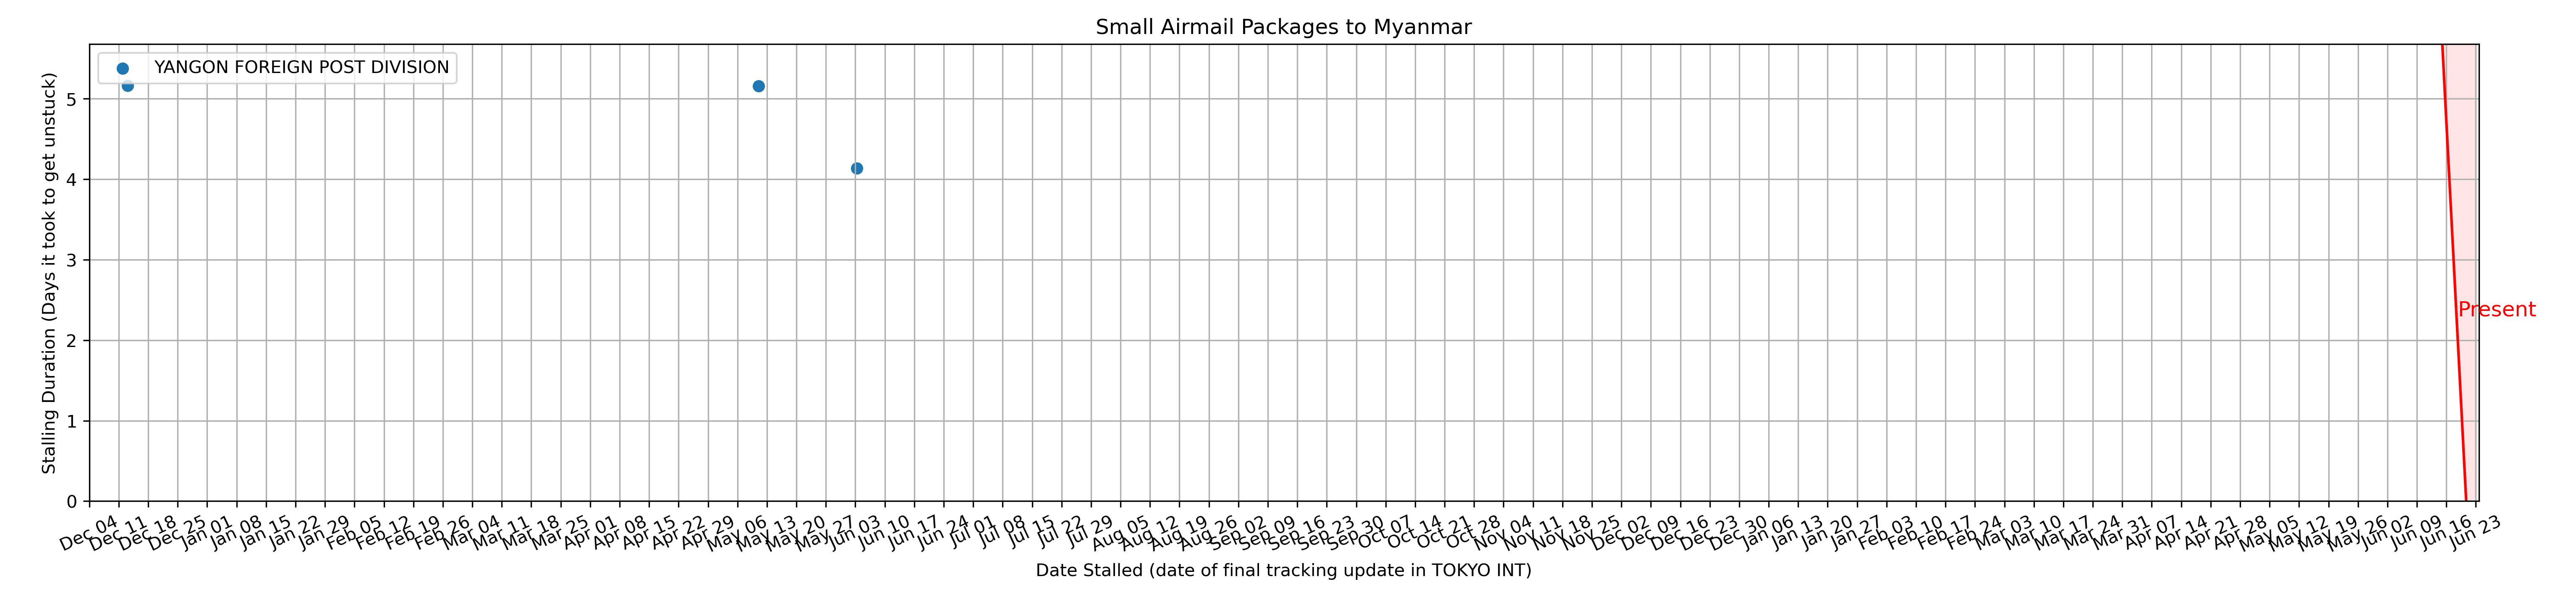 Small Airmail Packages to Myanmar
YANGON FOREIGN POST DIVISION
Stalling Duration (Days it took to get unstuck)
5
4
3
2
1
0
Present
Dec 04 Dec 11 Dec 18 Dec 25 Jan 01 Jan 08 Jan 15 Jan 22 Jan 29 Feb 05 Feb 12 Feb 19 Feb 26 Mar 04 Mar 11 Mar 18 Mar 25 Apr 01 Apr 08 Apr 15 Apr 22 Apr 29 May 06 May 13 May 20 May 27 Jun 03 Jun 10 Jun 17 Jun 24 Jul 01 Jul 08 Jul 15 Jul 22 Jul 29 Aug 05 Aug 12 Aug 19 Aug 26 Sep 02 Sep 09 Sep 16 Sep 23 Sep 30 Oct 07 Oct 14 Oct 21 Oct 28 Nov 04 Nov 11 Nov 18 Nov 25 Dec 02 Dec 09 Dec 16 Dec 23 Dec 30 Jan 06 Jan 13 Jan 20 Jan 27 Feb 03 Feb 10 Feb 17 Feb 24 Mar 03 Mar 10 Mar 17 Mar 24 Mar 31 Apr 07 Apr 14 Apr 21 Apr 28 May 05 May 12 May 19 May 26 Jun 02 Jun 09 Jun 16 Jun 23
Date Stalled (date of final tracking update in TOKYO INT)